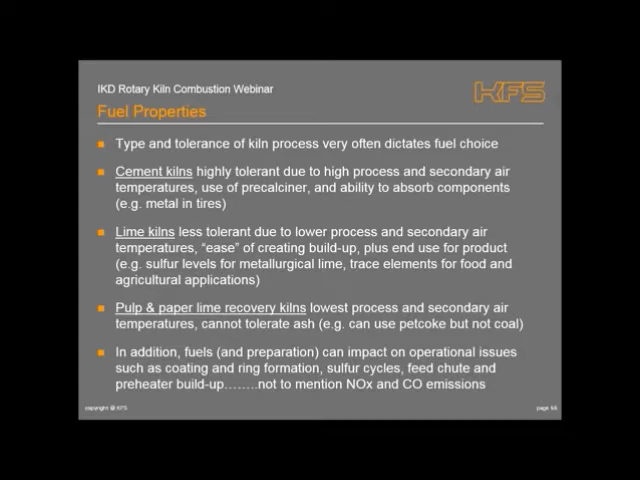 IKD Rotary Kiln Combustion Webinar
KFS
Fuel Properties
Type and tolerance of kiln process very often dictates fuel choice
Cement kilns highly tolerant due to high process and secondary air
temperatures, use of precalciner, and ability to absorb components
(e.g. metal in tires)
Lime kilns less tolerant due to lower process and secondary air
temperatures, “ease” of creating build-up, plus end use for product
(e.g. sulfur levels for metallurgical lime, trace elements for food and
agricultural applications)
Pulp & paper lime recovery kilns lowest process and secondary air
temperatures, cannot tolerate ash (e.g. can use petcoke but not coal)
In addition, fuels (and preparation) can impact on operational issues
such as coating and ring formation, sulfur cycles, feed chute and
preheater build-up……..not to mention NOx and CO emissions
copyright @ KFS
page